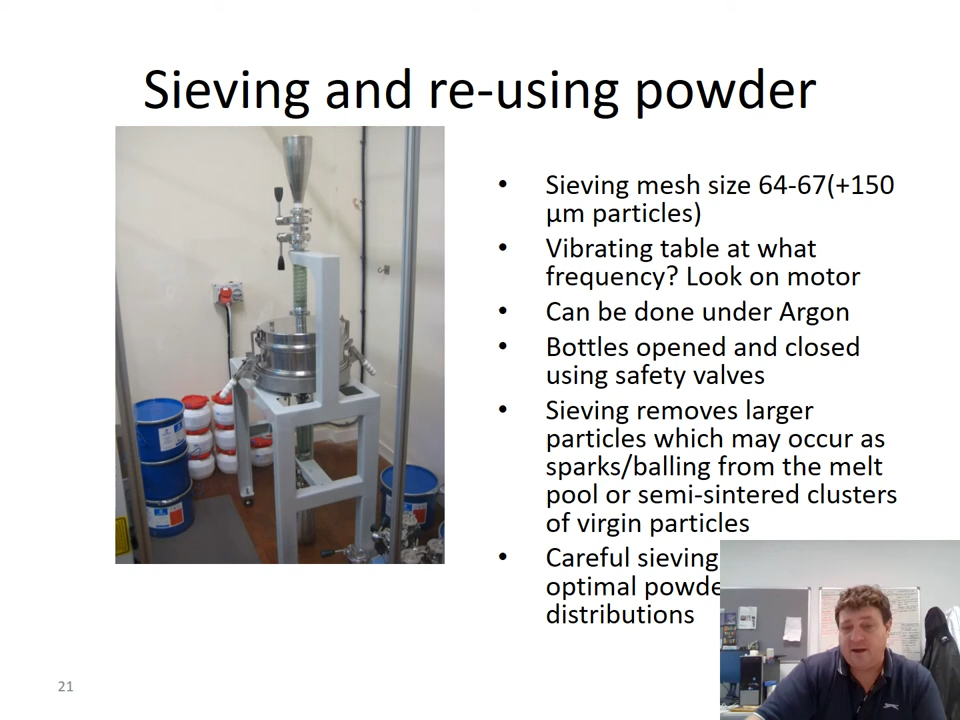 Sieving and re-using powder
• Sieving mesh size 64-67(+150
µm particles)
• Vibrating table at what
frequency? Look on motor
• Can be done under Argon
• Bottles opened and closed
using safety valves
• Sieving removes larger
particles which may occur as
sparks/balling from the melt
pool or semi-sintered clusters
of virgin particles
• Careful sieving
optimal
distributions
21